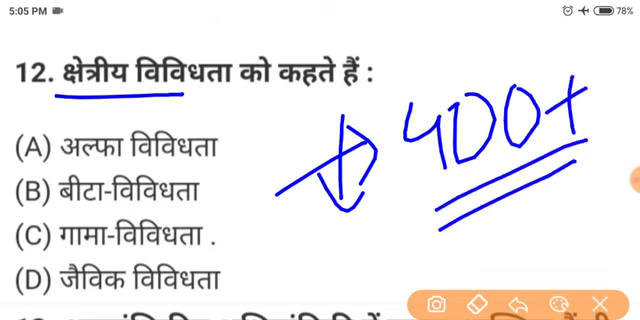 5:05 PM
78%
12. क्षेत्रीय विविधता को कहते हैं :
400+
(A) अल्फा विविधता
(B) बीटा-विविधता
(C) गामा-विविधता .
(D) जैविक विविधता